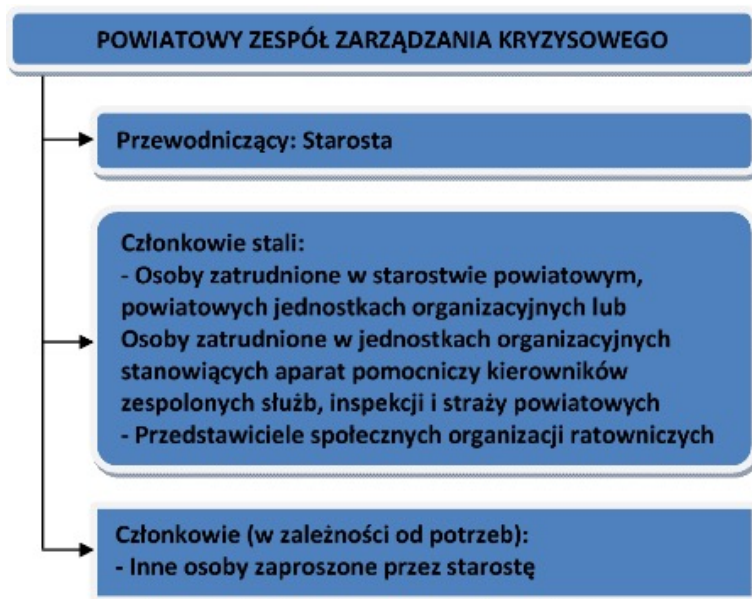 POWIATOWY ZESPÓŁ ZARZĄDZANIA KRYZYSOWEGO
Przewodniczący: Starosta
Członkowie stali:
- Osoby zatrudnione w starostwie powiatowym,
powiatowych jednostkach organizacyjnych lub
Osoby zatrudnione w jednostkach organizacyjnych
stanowiących aparat pomocniczy kierowników
zespolonych służb, inspekcji i straży powiatowych
- Przedstawiciele społecznych organizacji ratowniczych
Członkowie (w zależności od potrzeb):
- Inne osoby zaproszone przez starostę